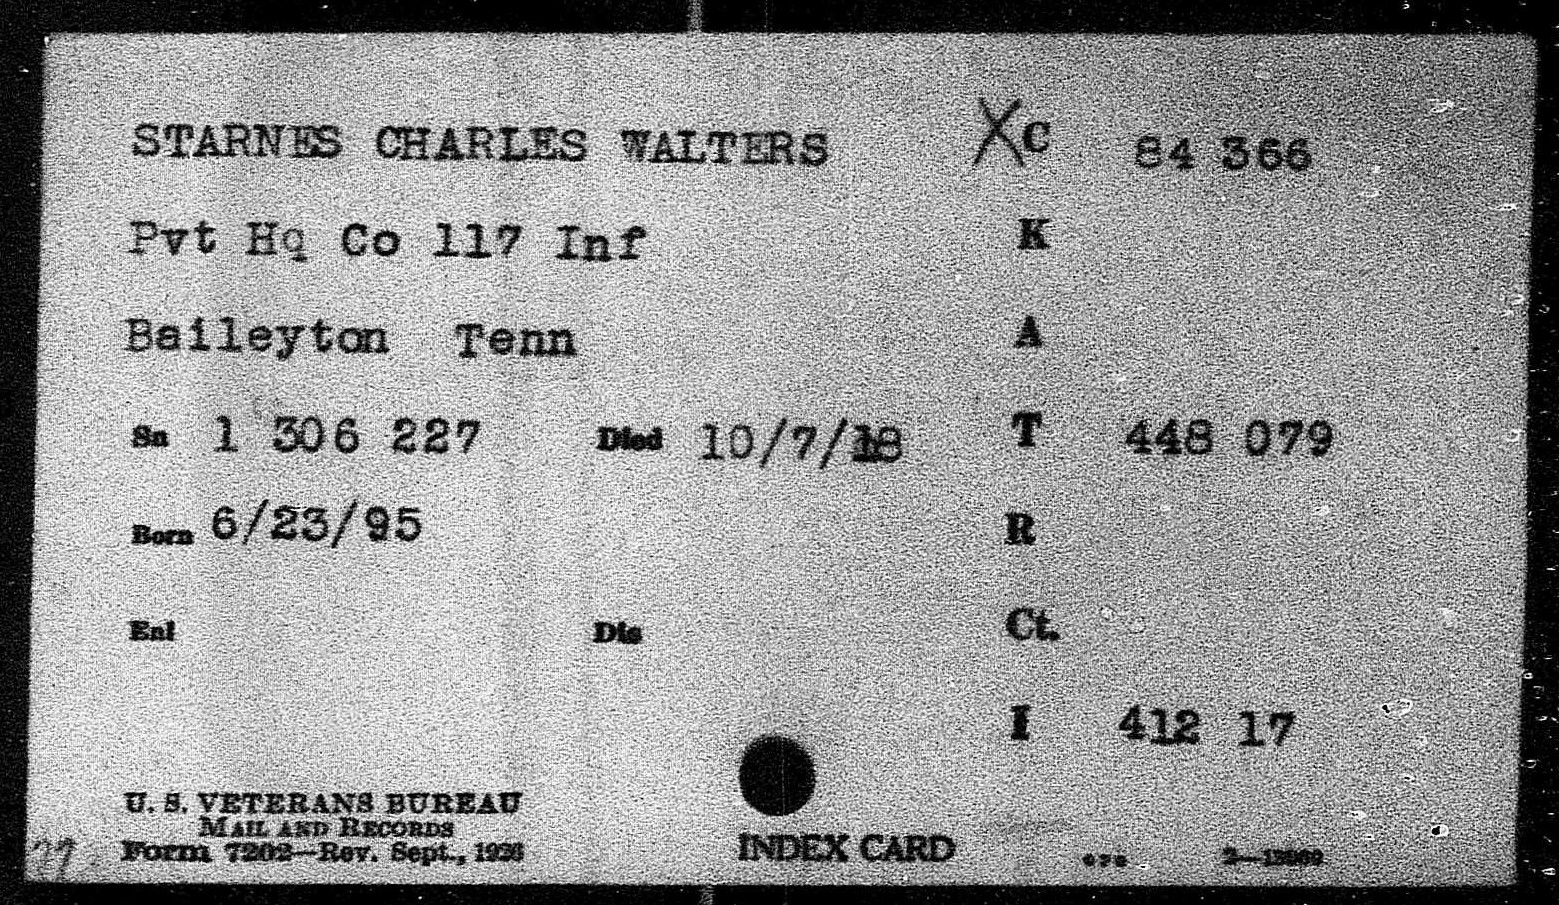 STARNES CHARLES WALTERS XC 84 366
Pvt Hq Co 117 Inf K
Baileyton Tenn A
Sn 1 306 227 Died 10/7/18 T 448 079
Born 6/23/95 R
Enl Dis Ct.
I 412 17
U. S. VETERANS BUREAU
MAIL AND RECORDS
Form 7202—Rev. Sept., 1926
INDEX CARD